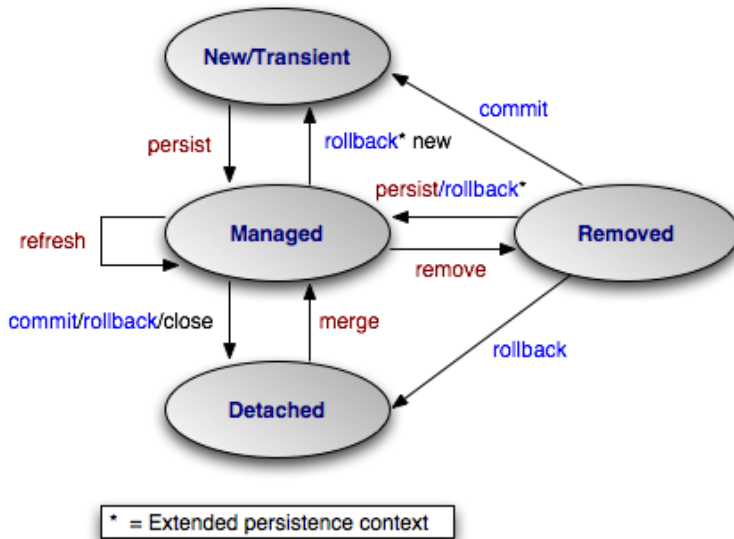 New/Transient
commit
persist
rollback* new
persist/rollback*
refresh
Managed
Removed
remove
commit/rollback/close
merge
rollback
Detached
* = Extended persistence context